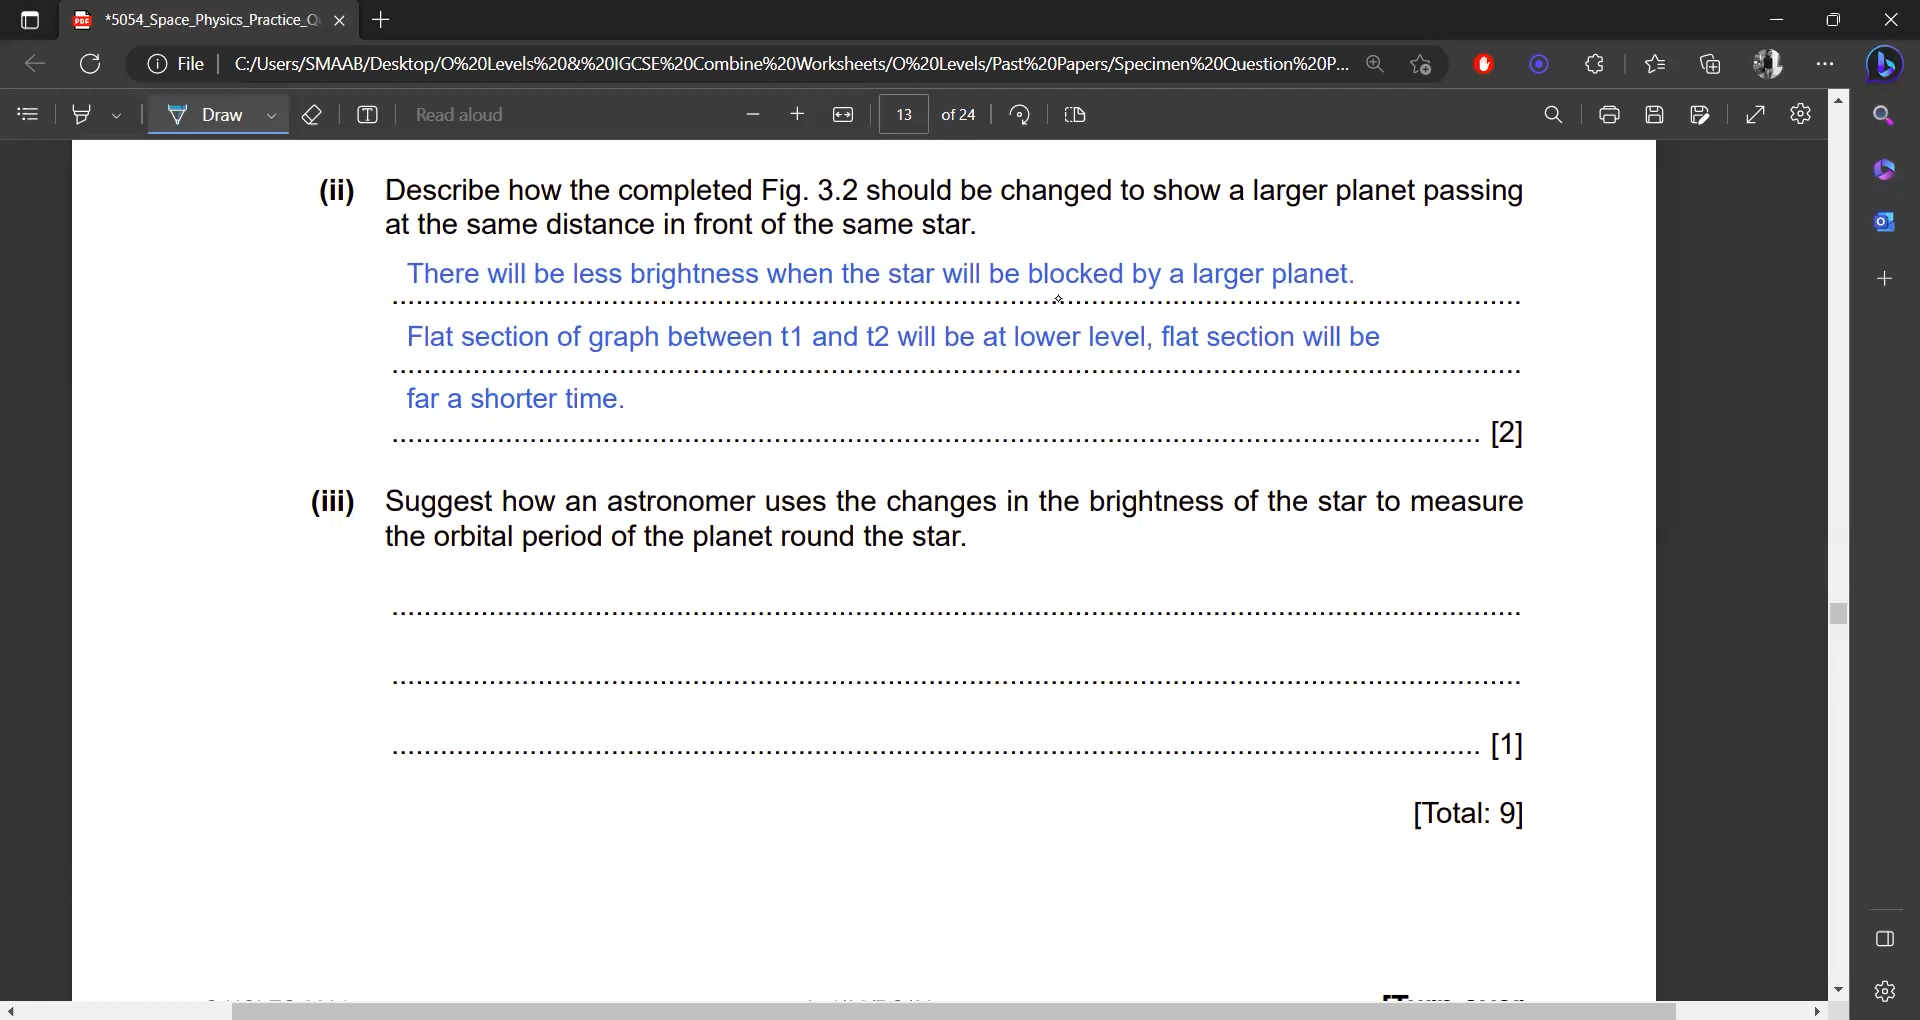 *5054_Space_Physics_Practice_Q
File
C:/Users/SMAAB/Desktop/O%20Levels%20&%20IGCSE%20Combine%20Worksheets/O%20Levels/Past%20Papers/Specimen%20Question%20P...
Draw
Read aloud
13 of 24
(ii) Describe how the completed Fig. 3.2 should be changed to show a larger planet passing
at the same distance in front of the same star.
There will be less brightness when the star will be blocked by a larger planet.
Flat section of graph between t1 and t2 will be at lower level, flat section will be
far a shorter time.
[2]
(iii) Suggest how an astronomer uses the changes in the brightness of the star to measure
the orbital period of the planet round the star.
[1]
[Total: 9]